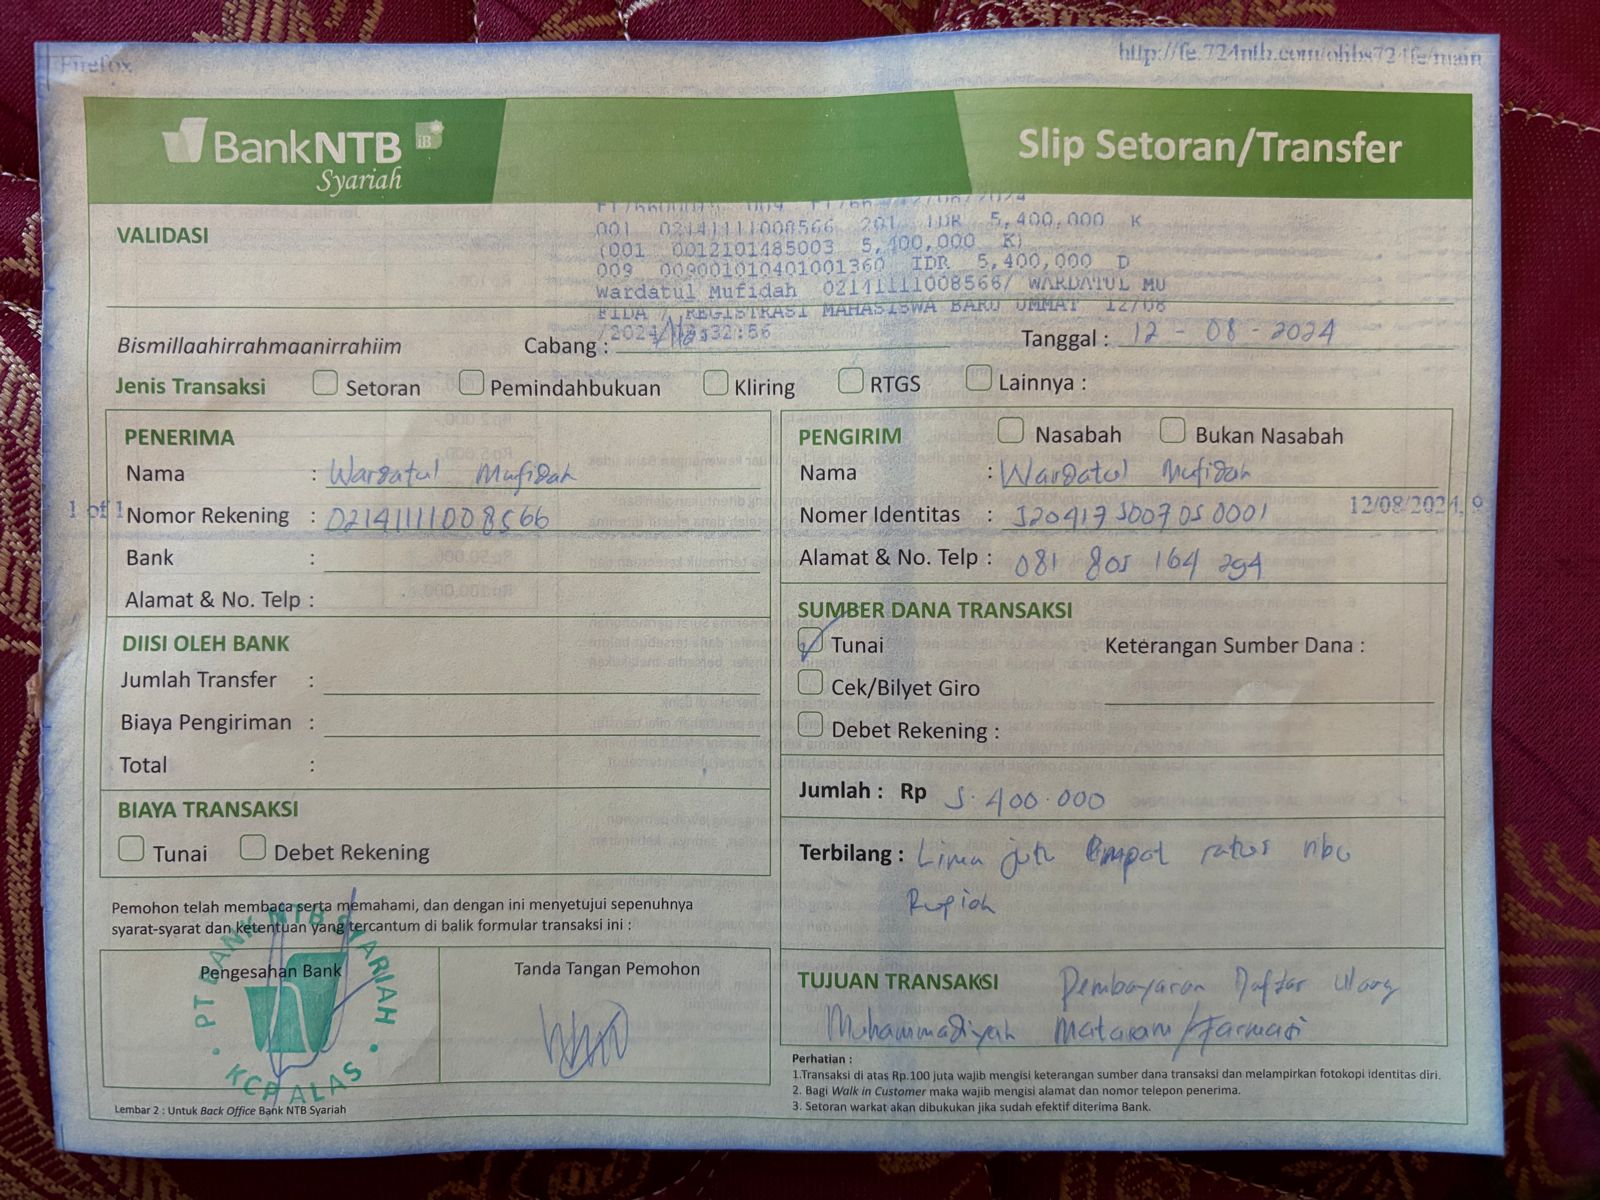 Firefox
http://fe.724ntb.com/olibs724fe/main
BankNTB iB
Syariah
Slip Setoran/Transfer
VALIDASI
001 02141111008566 201 IDR 5,400,000 K
(001 0012101485003 5,400,000 K)
009 009001010401001360 IDR 5,400,000 D
Wardatul Mufidah 02141111008566/ WARDATUL MU
FIDA / REGISTRASI MAHASISWA BARU UMMAT 12/08
Bismillaahirrahmaanirrahiim
Cabang :
Tanggal : 12 - 08 - 2024
Jenis Transaksi Setoran Pemindahbukuan Kliring RTGS Lainnya :
PENERIMA
Nama : Wardatul Mufidah
Nomor Rekening : 02141111008566
Bank :
Alamat & No. Telp :
DIISI OLEH BANK
Jumlah Transfer :
Biaya Pengiriman :
Total :
BIAYA TRANSAKSI
Tunai Debet Rekening
1 of 1
PENGIRIM Nasabah Bukan Nasabah
Nama : Wardatul Mufidah
Nomer Identitas : 5204175007050001
12/08/2024, 9
Alamat & No. Telp : 081 805 164 294
SUMBER DANA TRANSAKSI
Tunai Keterangan Sumber Dana :
Cek/Bilyet Giro
Debet Rekening :
Jumlah : Rp 5.400.000
Terbilang : Lima juta Empat ratus ribu
Rupiah
TUJUAN TRANSAKSI Pembayaran Daftar Ulang
Muhammadiyah Mataram/Farmasi
Pemohon telah membaca serta memahami, dan dengan ini menyetujui sepenuhnya
syarat-syarat dan ketentuan yang tercantum di balik formular transaksi ini :
Pengesahan Bank
Tanda Tangan Pemohon
PT BANK NTB SYARIAH
KCP ALAS
Lembar 2 : Untuk Back Office Bank NTB Syariah
Perhatian :
1.Transaksi di atas Rp.100 juta wajib mengisi keterangan sumber dana transaksi dan melampirkan fotokopi identitas diri.
2. Bagi Walk in Customer maka wajib mengisi alamat dan nomor telepon penerima.
3. Setoran warkat akan dibukukan jika sudah efektif diterima Bank.